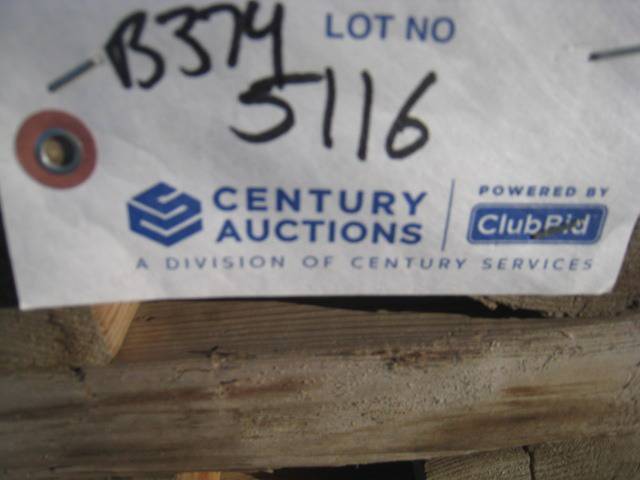 B374 LOT NO
5116
CENTURY AUCTIONS
A DIVISION OF CENTURY SERVICES
POWERED BY
ClubBid